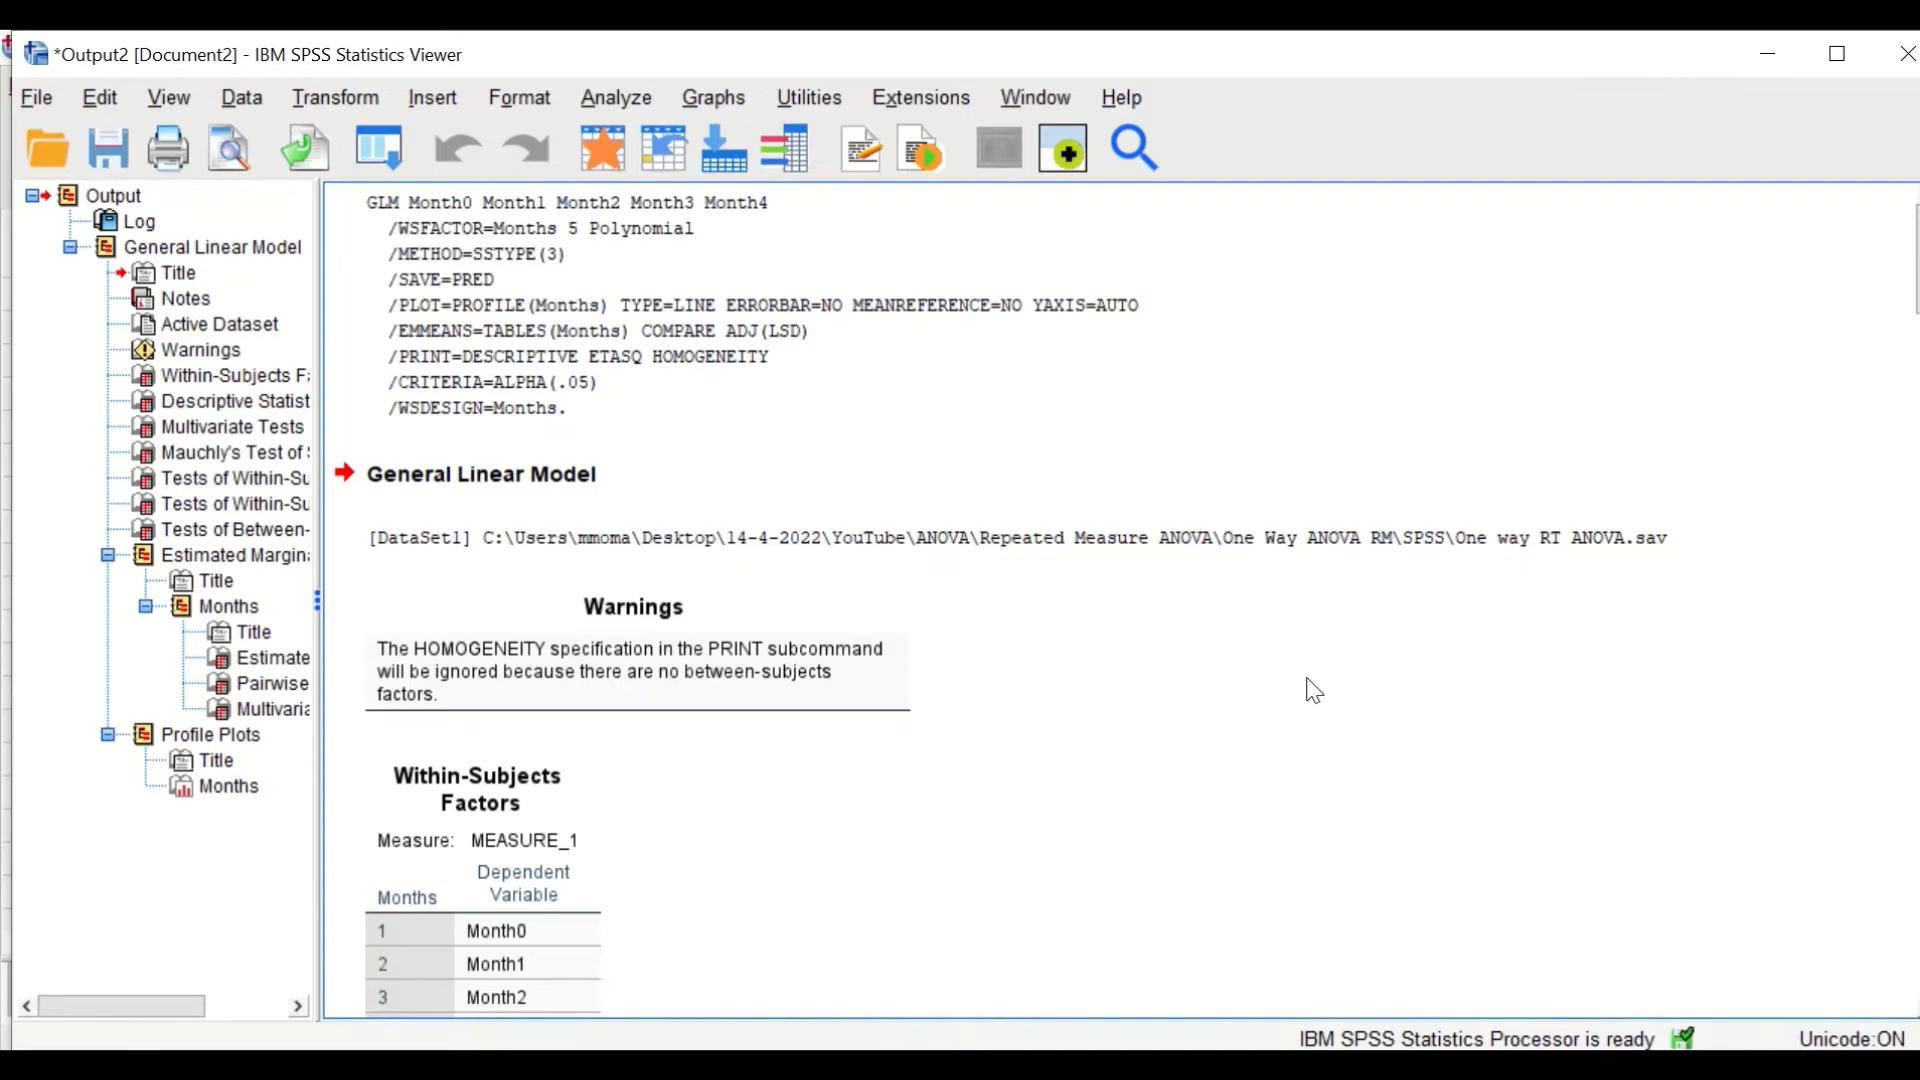 *Output2 [Document2] - IBM SPSS Statistics Viewer
File Edit View Data Transform Insert Format Analyze Graphs Utilities Extensions Window Help
Output
Log
General Linear Model
Title
Notes
Active Dataset
Warnings
Within-Subjects F
Descriptive Statist
Multivariate Tests
Mauchly's Test of
Tests of Within-Su
Tests of Within-Su
Tests of Between-
Estimated Margin
Title
Months
Title
Estimate
Pairwise
Multivaria
Profile Plots
Title
Months
GLM Month0 Month1 Month2 Month3 Month4
/WSFACTOR=Months 5 Polynomial
/METHOD=SSTYPE(3)
/SAVE=PRED
/PLOT=PROFILE(Months) TYPE=LINE ERRORBAR=NO MEANREFERENCE=NO YAXIS=AUTO
/EMMEANS=TABLES(Months) COMPARE ADJ(LSD)
/PRINT=DESCRIPTIVE ETASQ HOMOGENEITY
/CRITERIA=ALPHA(.05)
/WSDESIGN=Months.
General Linear Model
[DataSet1] C:\Users\mmoma\Desktop\14-4-2022\YouTube\ANOVA\Repeated Measure ANOVA\One Way ANOVA RM\SPSS\One way RT ANOVA.sav
Warnings
The HOMOGENEITY specification in the PRINT subcommand
will be ignored because there are no between-subjects
factors.
Within-Subjects
Factors
Measure: MEASURE_1
Months Dependent
Variable
1 Month0
2 Month1
3 Month2
IBM SPSS Statistics Processor is ready Unicode:ON